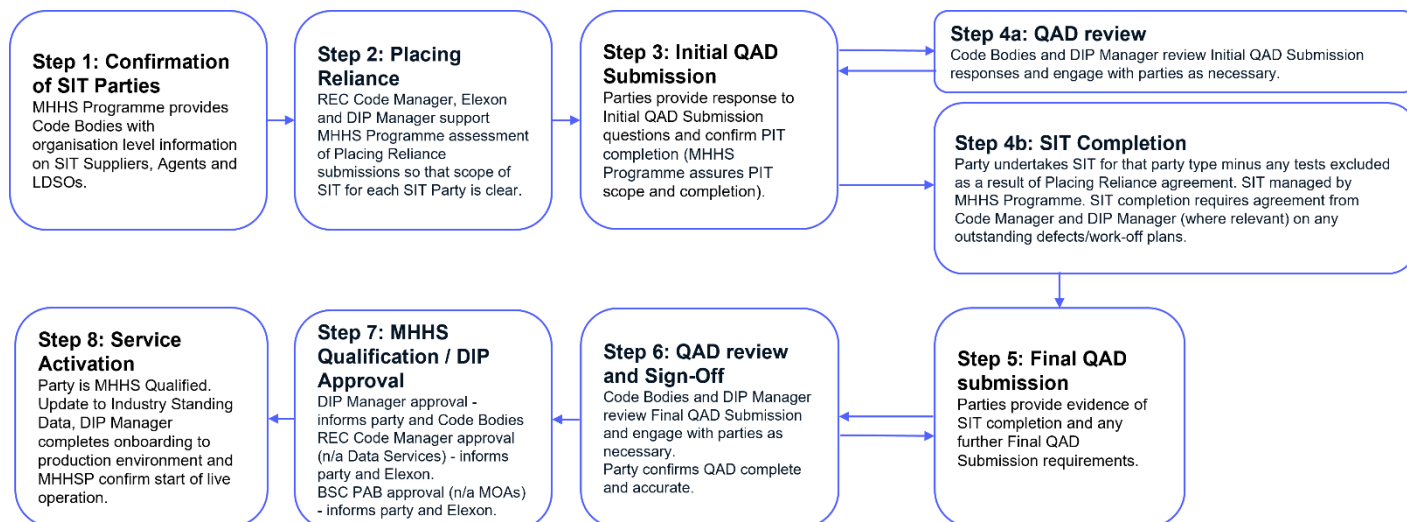 Step 1: Confirmation
of SIT Parties
MHHS Programme provides
Code Bodies with
organisation level information
on SIT Suppliers, Agents and
LDSOs.
Step 2: Placing
Reliance
REC Code Manager, Elexon
and DIP Manager support
MHHS Programme assessment
of Placing Reliance
submissions so that scope of
SIT for each SIT Party is clear.
Step 3: Initial QAD
Submission
Parties provide response to
Initial QAD Submission
questions and confirm PIT
completion (MHHS
Programme assures PIT
scope and completion).
Step 4a: QAD review
Code Bodies and DIP Manager review Initial QAD Submission
responses and engage with parties as necessary.
Step 4b: SIT Completion
Party undertakes SIT for that party type minus any tests excluded
as a result of Placing Reliance agreement. SIT managed by
MHHS Programme. SIT completion requires agreement from
Code Manager and DIP Manager (where relevant) on any
outstanding defects/work-off plans.
Step 5: Final QAD
submission
Parties provide evidence of
SIT completion and any
further Final QAD
Submission requirements.
Step 6: QAD review
and Sign-Off
Code Bodies and DIP Manager
review Final QAD Submission
and engage with parties as
necessary.
Party confirms QAD complete
and accurate.
Step 7: MHHS
Qualification / DIP
Approval
DIP Manager approval -
informs party and Code Bodies
REC Code Manager approval
(n/a Data Services) - informs
party and Elexon.
BSC PAB approval (n/a MOAs)
- informs party and Elexon.
Step 8: Service
Activation
Party is MHHS Qualified.
Update to Industry Standing
Data, DIP Manager
completes onboarding to
production environment and
MHHSP confirm start of live
operation.